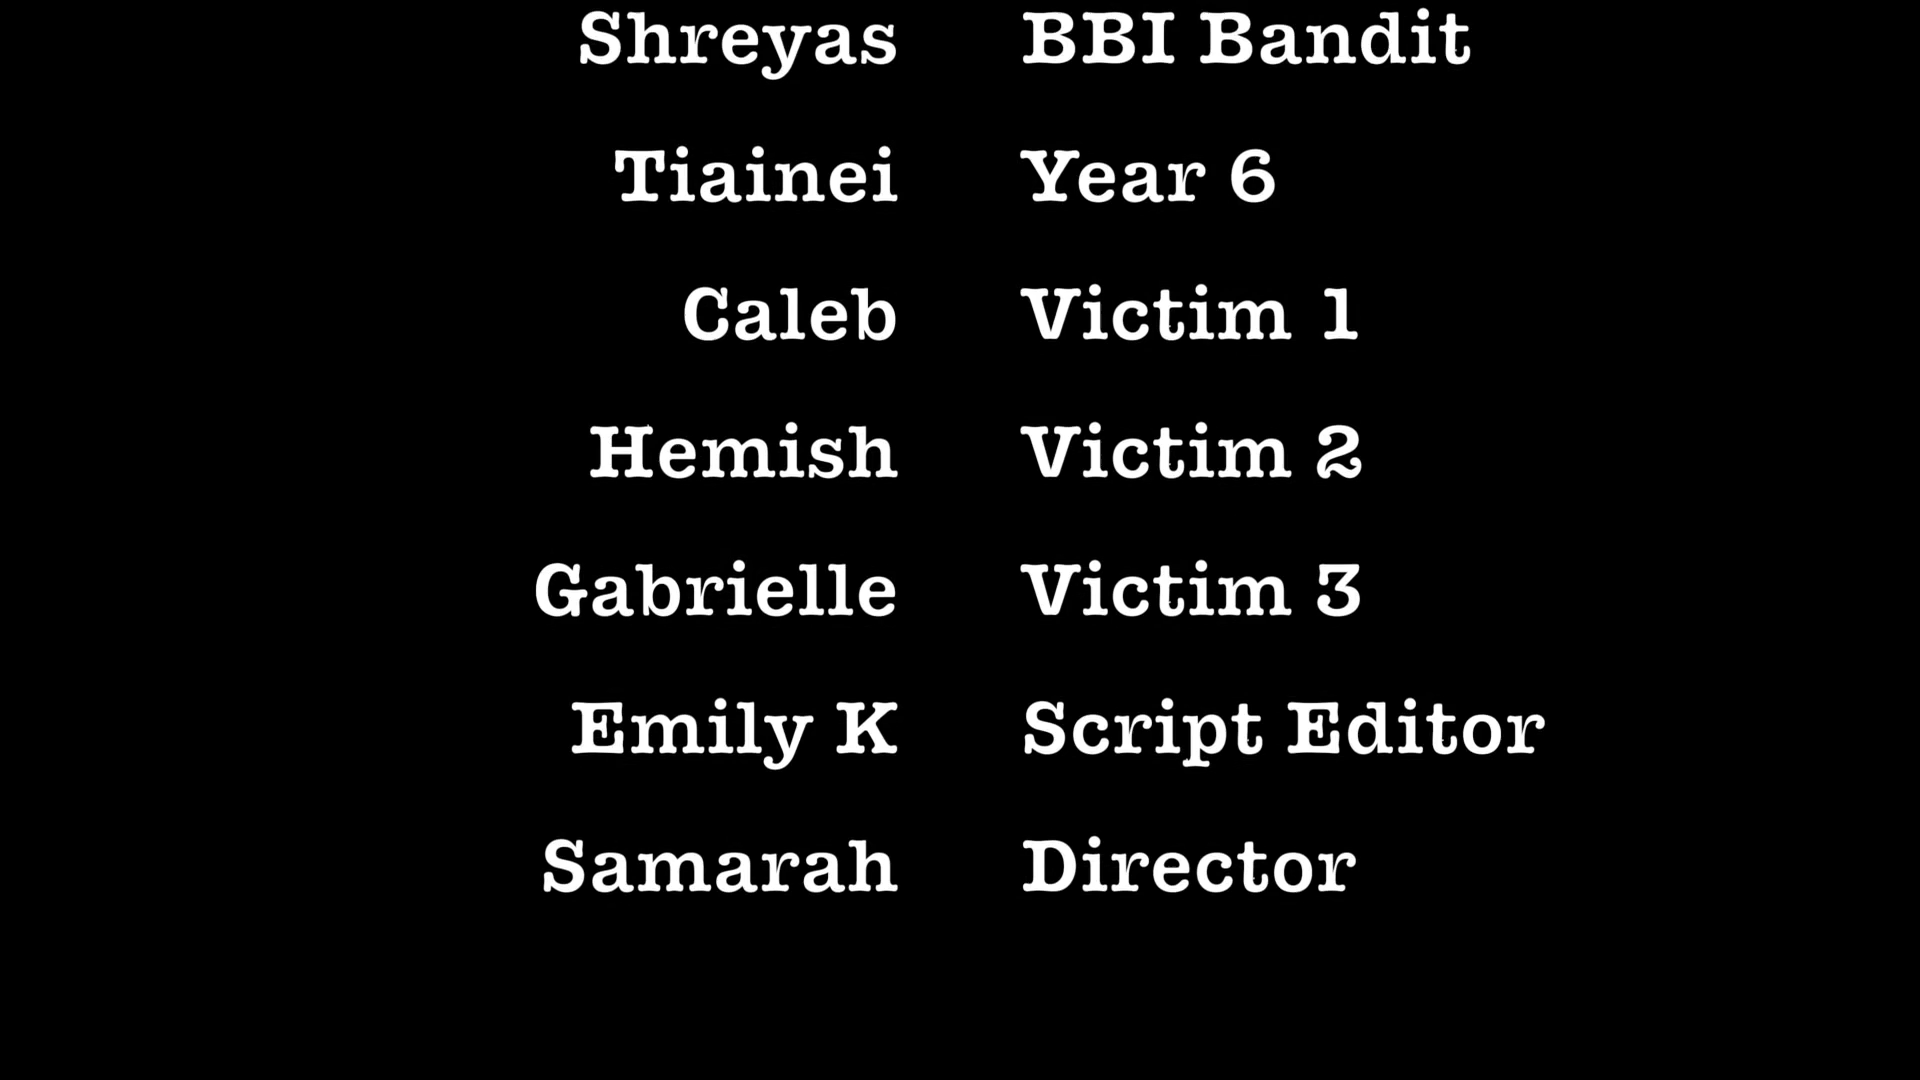 Shreyas BBI Bandit
Tiainei Year 6
Caleb Victim 1
Hemish Victim 2
Gabrielle Victim 3
Emily K Script Editor
Samarah Director